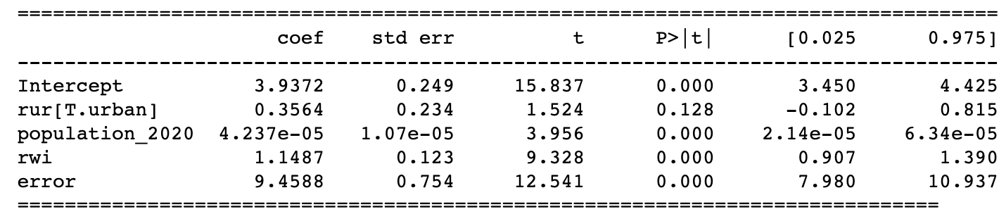 ==============================================================================
coef std err t P>|t| [0.025 0.975]
------------------------------------------------------------------------------
Intercept 3.9372 0.249 15.837 0.000 3.450 4.425
rur[T.urban] 0.3564 0.234 1.524 0.128 -0.102 0.815
population_2020 4.237e-05 1.07e-05 3.956 0.000 2.14e-05 6.34e-05
rwi 1.1487 0.123 9.328 0.000 0.907 1.390
error 9.4588 0.754 12.541 0.000 7.980 10.937
==============================================================================